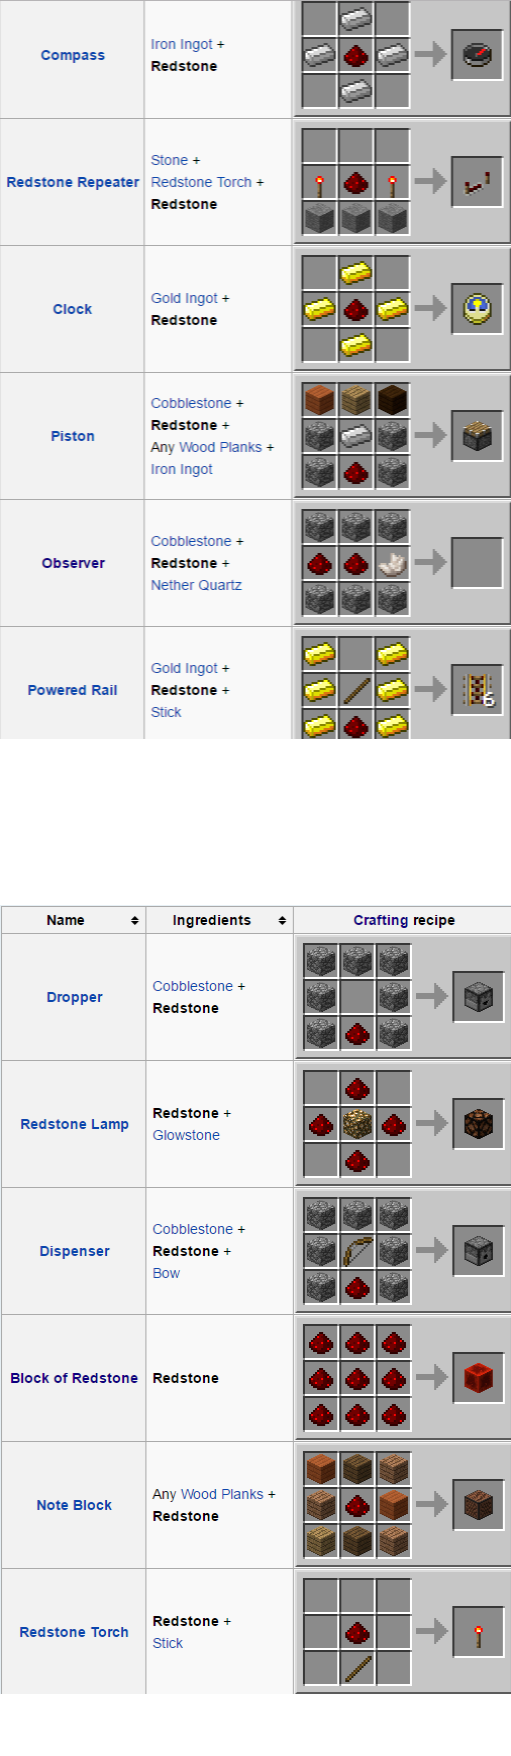 Compass
Iron Ingot +
Redstone
Redstone Repeater
Stone +
Redstone Torch +
Redstone
Clock
Gold Ingot +
Redstone
Piston
Cobblestone +
Redstone +
Any Wood Planks +
Iron Ingot
Observer
Cobblestone +
Redstone +
Nether Quartz
Powered Rail
Gold Ingot +
Redstone +
Stick
6
Name Ingredients Crafting recipe
Dropper
Cobblestone +
Redstone
Redstone Lamp
Redstone +
Glowstone
Dispenser
Cobblestone +
Redstone +
Bow
Block of Redstone
Redstone
Note Block
Any Wood Planks +
Redstone
Redstone Torch
Redstone +
Stick